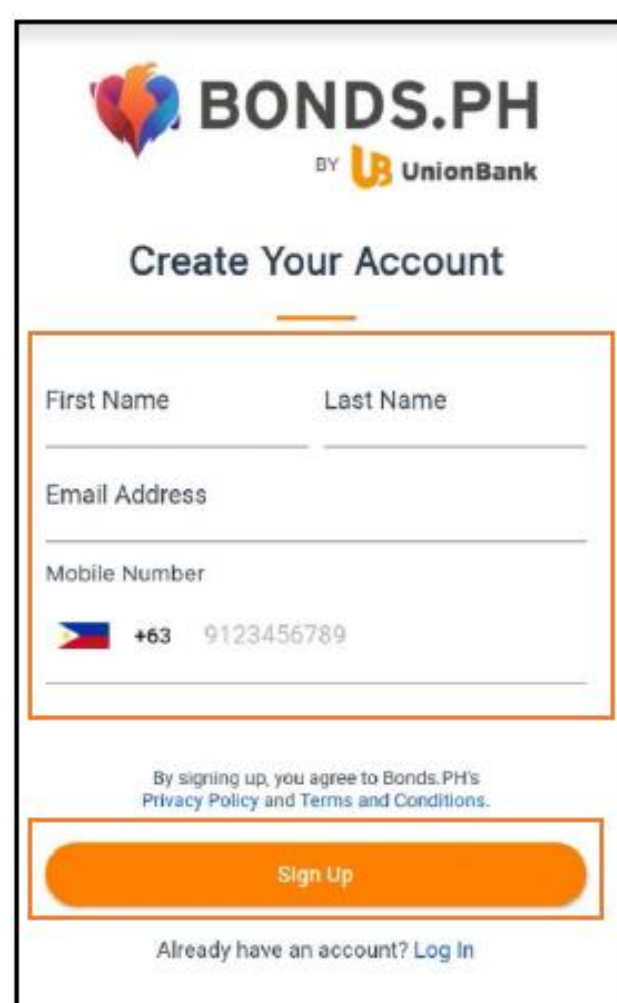 BONDS.PH
BY UB UnionBank
Create Your Account
First Name Last Name
Email Address
Mobile Number
+63 9123456789
By signing up, you agree to Bonds.PH's
Privacy Policy and Terms and Conditions.
Sign Up
Already have an account? Log In